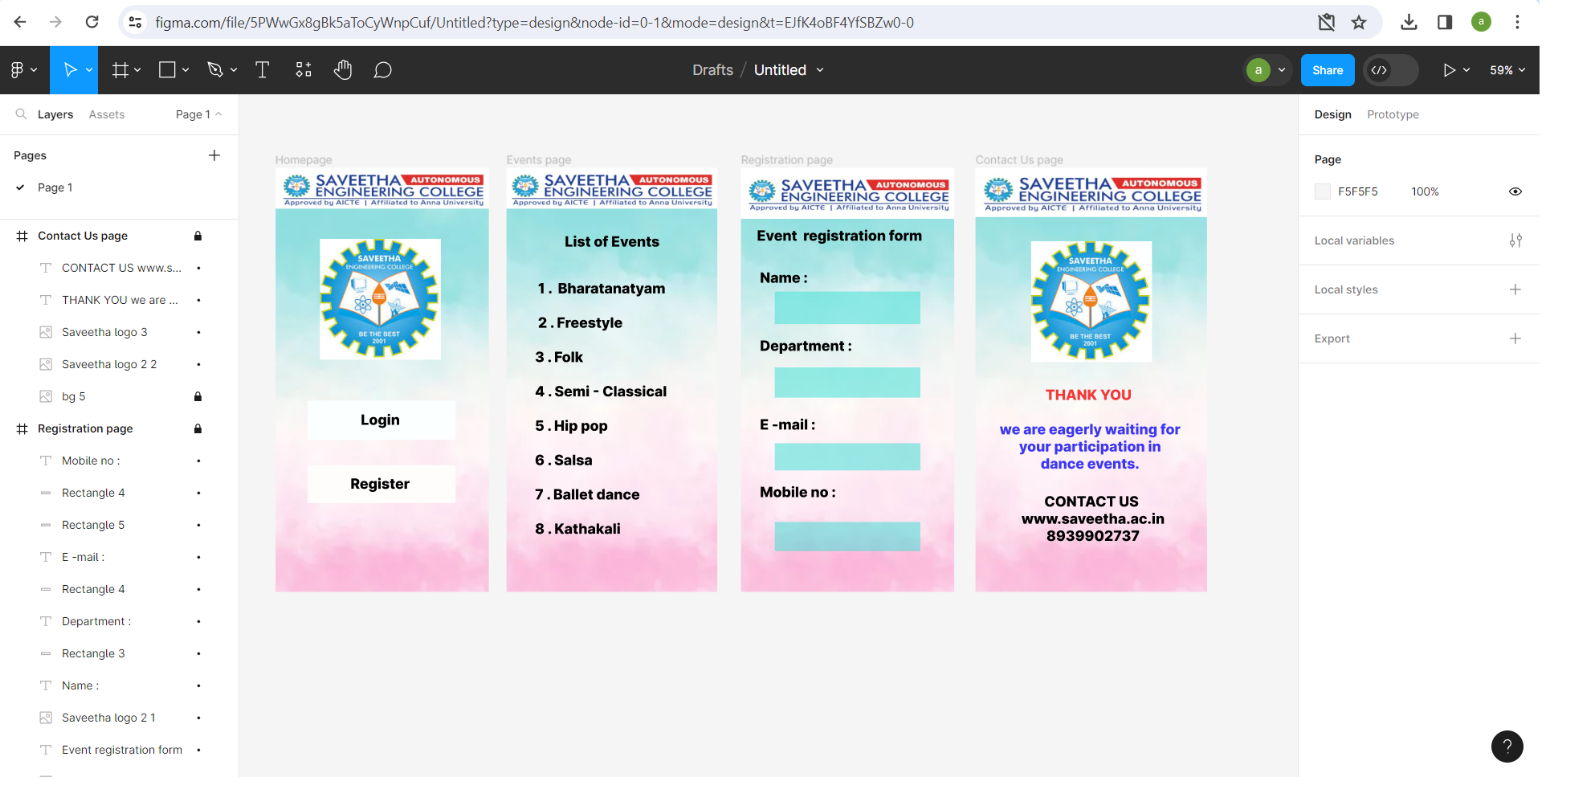 figma.com/file/5PWwGx8gBk5aToCyWnpCuf/Untitled?type=design&node-id=0-1&mode=design&t=EJfK4oBF4YfSBZw0-0
a
Drafts / Untitled
a
Share
59%
Layers
Assets
Page 1
Pages
Page 1
Contact Us page
CONTACT US www.s...
THANK YOU we are ...
Saveetha logo 3
Saveetha logo 2 2
bg 5
Registration page
Mobile no :
Rectangle 4
Rectangle 5
E -mail :
Rectangle 4
Department :
Rectangle 3
Name :
Saveetha logo 2 1
Event registration form
Homepage
SAVEETHA AUTONOMOUS
ENGINEERING COLLEGE
Approved by AICTE | Affiliated to Anna University
SAVEETHA
ENGINEERING COLLEGE
BE THE BEST
2001
Login
Register
Events page
SAVEETHA AUTONOMOUS
ENGINEERING COLLEGE
Approved by AICTE | Affiliated to Anna University
List of Events
1 . Bharatanatyam
2 . Freestyle
3 . Folk
4 . Semi - Classical
5 . Hip pop
6 . Salsa
7 . Ballet dance
8 . Kathakali
Registration page
SAVEETHA AUTONOMOUS
ENGINEERING COLLEGE
Approved by AICTE | Affiliated to Anna University
Event registration form
Name :
Department :
E -mail :
Mobile no :
Contact Us page
SAVEETHA AUTONOMOUS
ENGINEERING COLLEGE
Approved by AICTE | Affiliated to Anna University
SAVEETHA
ENGINEERING COLLEGE
BE THE BEST
2001
THANK YOU
we are eagerly waiting for
your participation in
dance events.
CONTACT US
www.saveetha.ac.in
8939902737
Design
Prototype
Page
F5F5F5 100%
Local variables
Local styles
Export
?